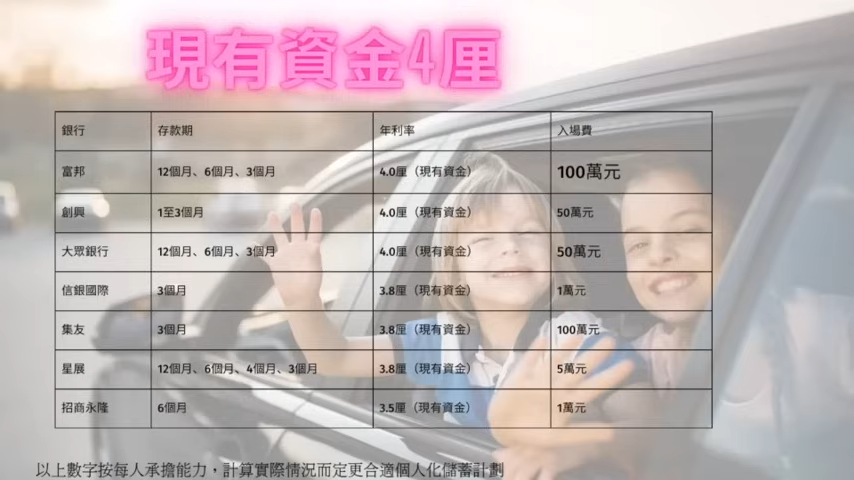 現有資金4厘
銀行 存款期 年利率 入場費
富邦 12個月、6個月、3個月 4.0厘（現有資金） 100萬元
創興 1至3個月 4.0厘（現有資金） 50萬元
大眾銀行 12個月、6個月、3個月 4.0厘（現有資金） 50萬元
信銀國際 3個月 3.8厘（現有資金） 1萬元
集友 3個月 3.8厘（現有資金） 100萬元
星展 12個月、6個月、4個月、3個月 3.8厘（現有資金） 5萬元
招商永隆 6個月 3.5厘（現有資金） 1萬元
以上數字按每人承擔能力，計算實際情況而定更合適個人化儲蓄計劃